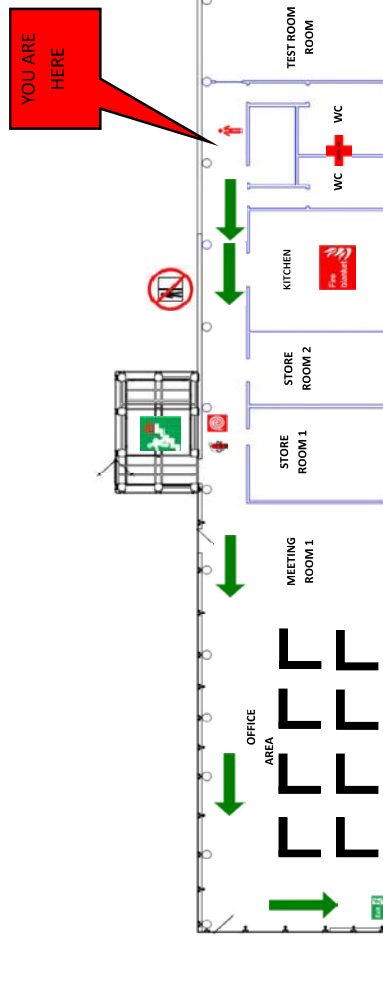 YOU ARE
HERE
TEST ROOM
ROOM
WC
WC
KITCHEN
Fire
blanket
STORE
ROOM 2
STORE
ROOM 1
MEETING
ROOM 1
OFFICE
AREA
Exit